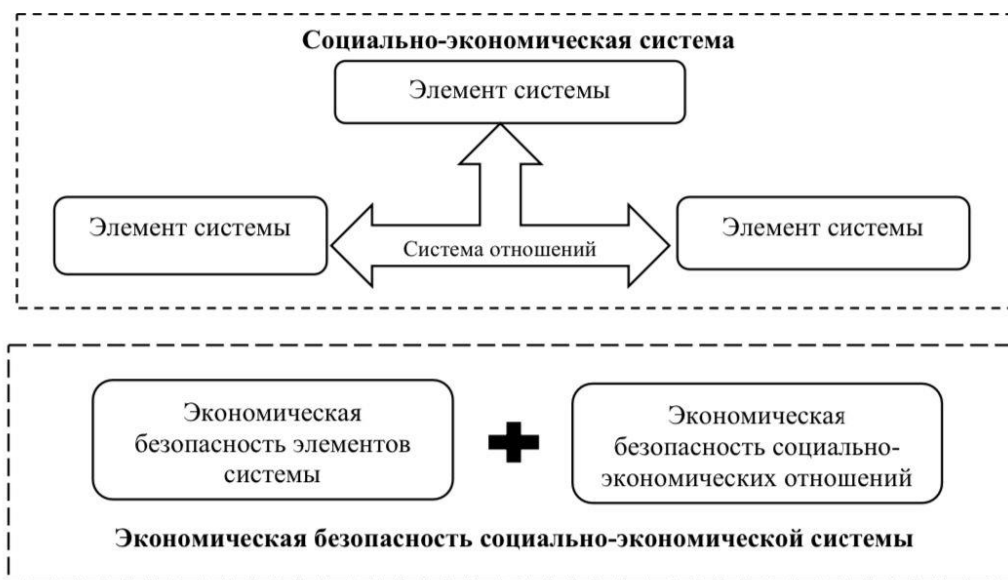 Социально-экономическая система
Элемент системы
Элемент системы
Система отношений
Элемент системы
Экономическая
безопасность элементов
системы
Экономическая
безопасность социально-
экономических отношений
Экономическая безопасность социально-экономической системы